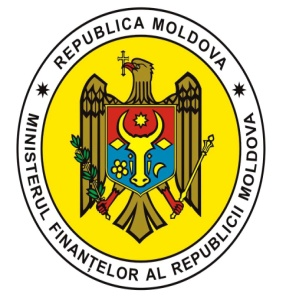 REPUBLICA MOLDOVA
MINISTERUL FINANȚELOR AL REPUBLICII MOLDOVA